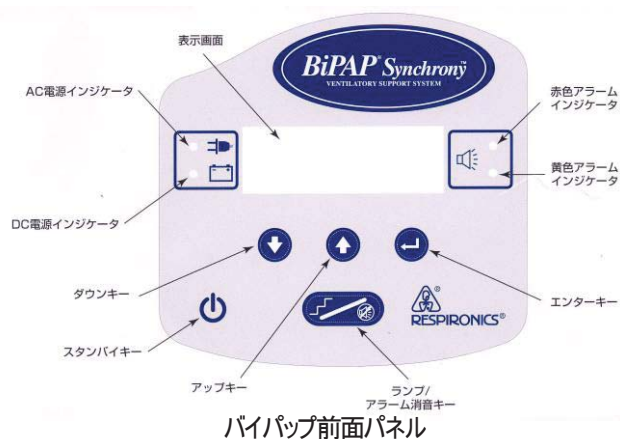 表示画面
BiPAP® Synchrony™
VENTILATORY SUPPORT SYSTEM
AC電源インジケータ
赤色アラーム
インジケータ
黄色アラーム
インジケータ
DC電源インジケータ
ダウンキー
エンターキー
RESPIRONICS®
スタンバイキー
アップキー
ランプ/
アラーム消音キー
バイパップ前面パネル